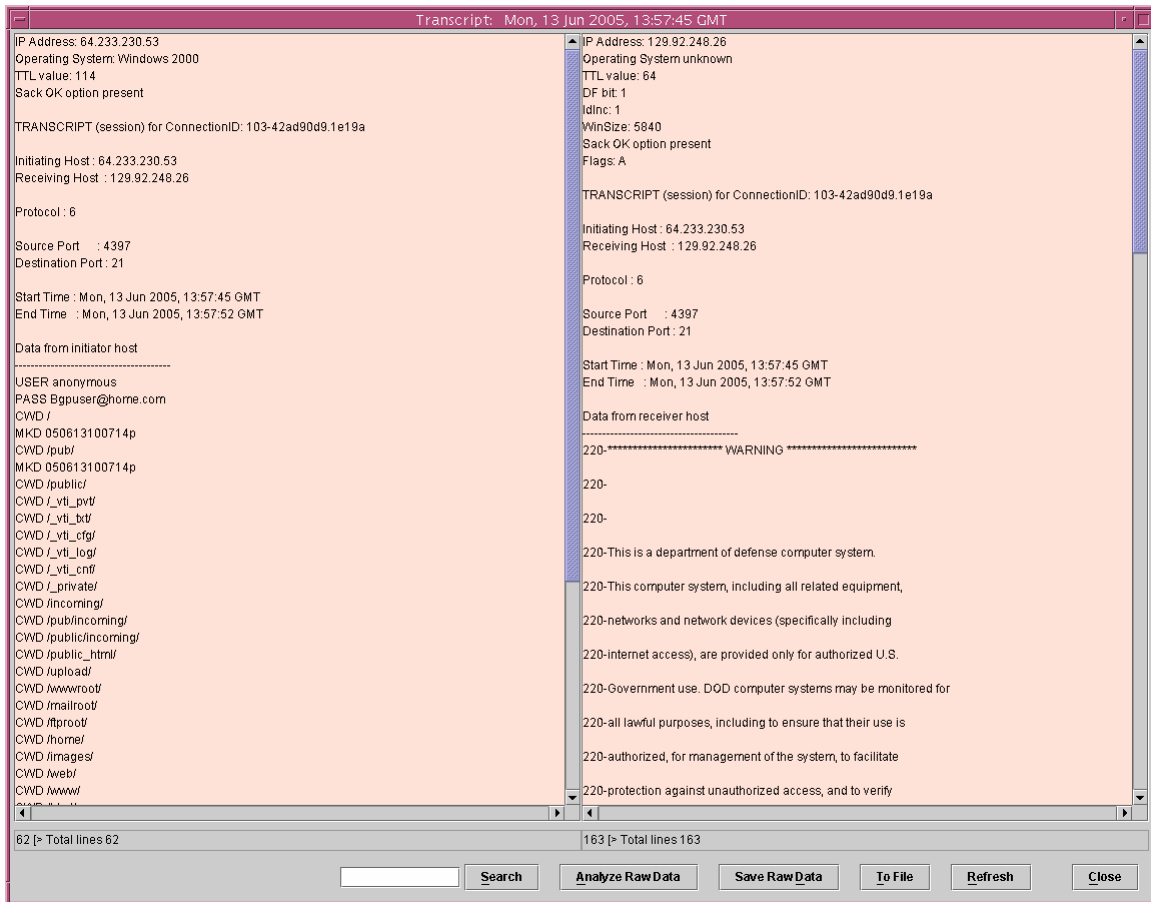 Transcript: Mon, 13 Jun 2005, 13:57:45 GMT
IP Address: 64.233.230.53
Operating System: Windows 2000
TTL value: 114
Sack OK option present
TRANSCRIPT (session) for ConnectionID: 103-42ad90d9.1e19a
Initiating Host : 64.233.230.53
Receiving Host : 129.92.248.26
Protocol : 6
Source Port : 4397
Destination Port : 21
Start Time : Mon, 13 Jun 2005, 13:57:45 GMT
End Time : Mon, 13 Jun 2005, 13:57:52 GMT
Data from initiator host
----------------------------------------
USER anonymous
PASS Bgpuser@home.com
CWD /
MKD 050613100714p
CWD /pub/
MKD 050613100714p
CWD /public/
CWD /_vti_pvt/
CWD /_vti_txt/
CWD /_vti_cfg/
CWD /_vti_log/
CWD /_vti_cnf/
CWD /_private/
CWD /incoming/
CWD /pub/incoming/
CWD /public/incoming/
CWD /public_html/
CWD /upload/
CWD /wwwroot/
CWD /mailroot/
CWD /ftproot/
CWD /home/
CWD /images/
CWD /web/
CWD /www/
62 [> Total lines 62
IP Address: 129.92.248.26
Operating System unknown
TTL value: 64
DF bit: 1
IdInc: 1
WinSize: 5840
Sack OK option present
Flags: A
TRANSCRIPT (session) for ConnectionID: 103-42ad90d9.1e19a
Initiating Host : 64.233.230.53
Receiving Host : 129.92.248.26
Protocol : 6
Source Port : 4397
Destination Port : 21
Start Time : Mon, 13 Jun 2005, 13:57:45 GMT
End Time : Mon, 13 Jun 2005, 13:57:52 GMT
Data from receiver host
----------------------------------------
220-************************ WARNING ***************************
220-
220-
220-This is a department of defense computer system.
220-This computer system, including all related equipment,
220-networks and network devices (specifically including
220-internet access), are provided only for authorized U.S.
220-Government use. DOD computer systems may be monitored for
220-all lawful purposes, including to ensure that their use is
220-authorized, for management of the system, to facilitate
220-protection against unauthorized access, and to verify
163 [> Total lines 163
Search
Analyze Raw Data
Save Raw Data
To File
Refresh
Close